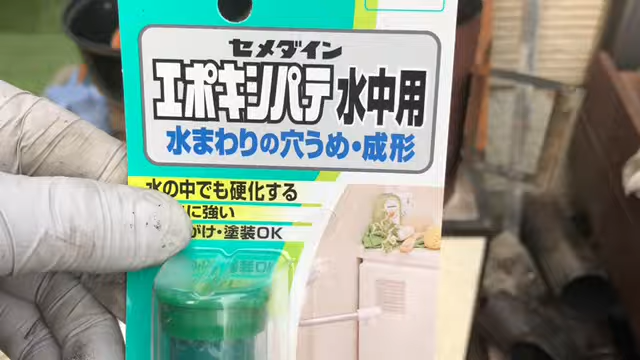 セメダイン
エポキシパテ水中用
水まわりの穴うめ・成形
水の中でも硬化する
に強い
がけ・塗装OK